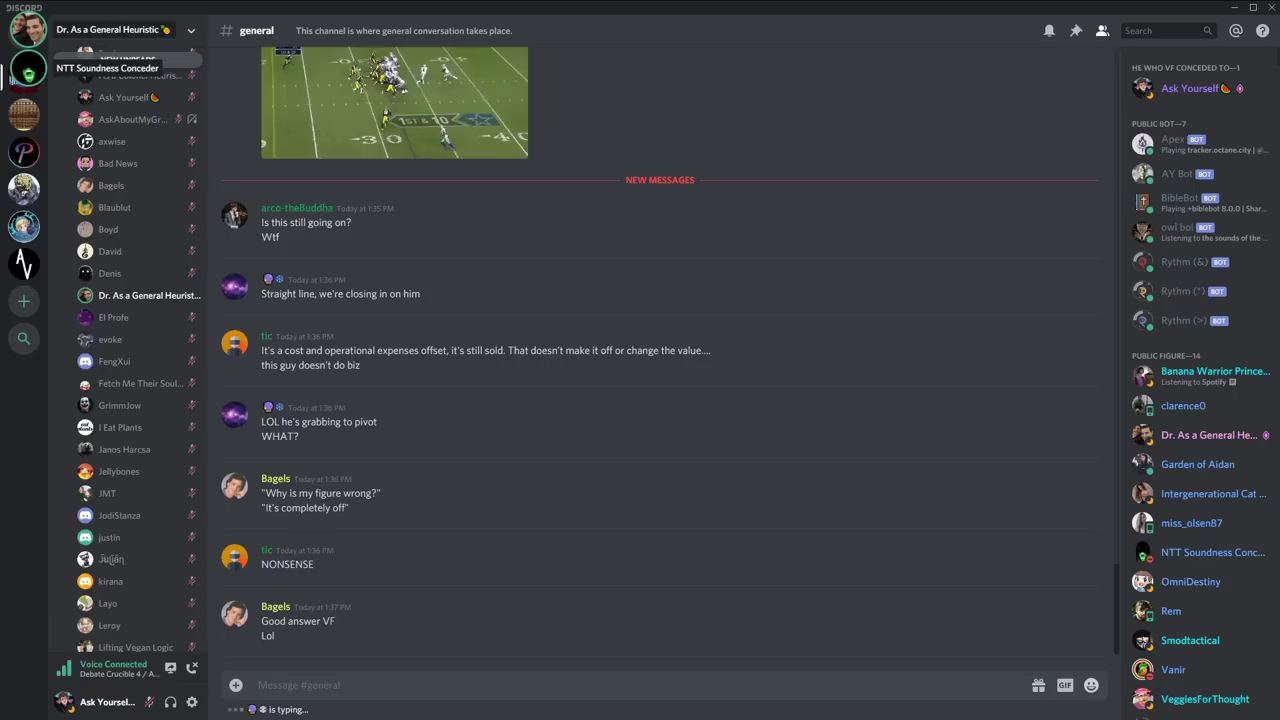 DISCORD
Dr. As a General Heuristic
NTT Soundness Conceder
NEW UNREADS
Ask Yourself
AskAboutMyGr...
axwise
Bad News
Bagels
Blaublut
Boyd
David
Denis
Dr. As a General Heurist...
El Profe
evoke
FengXui
Fetch Me Their Soul...
GrimmJow
I Eat Plants
Janos Harcsa
Jellybones
JMT
JodiStanza
justin
kirana
Layo
Leroy
Lifting Vegan Logic
Voice Connected
Debate Crucible 4 / A...
Ask Yoursel...
# general
This channel is where general conversation takes place.
Search
1ST & 10
NEW MESSAGES
arco-theBuddha Today at 1:35 PM
Is this still going on?
Wtf
Today at 1:36 PM
Straight line, we're closing in on him
tic Today at 1:36 PM
It's a cost and operational expenses offset, it's still sold. That doesn't make it off or change the value....
this guy doesn't do biz
Today at 1:36 PM
LOL he's grabbing to pivot
WHAT?
Bagels Today at 1:36 PM
"Why is my figure wrong?"
"It's completely off"
tic Today at 1:36 PM
NONSENSE
Bagels Today at 1:37 PM
Good answer VF
Lol
Message #general
GIF
is typing...
HE WHO VF CONCEDED TO—1
Ask Yourself
PUBLIC BOT—7
Apex BOT
Playing tracker.octane.city | @...
AY Bot BOT
BibleBot BOT
Playing +biblebot 8.0.0 | Shar...
owl boi BOT
Listening to the sounds of the ...
Rythm (&) BOT
Rythm (*) BOT
Rythm (>) BOT
PUBLIC FIGURE—14
Banana Warrior Prince...
Listening to Spotify
clarence0
Dr. As a General He...
Garden of Aidan
Intergenerational Cat ...
miss_olsen87
NTT Soundness Conc...
OmniDestiny
Rem
Smodtactical
Vanir
VeggiesForThought